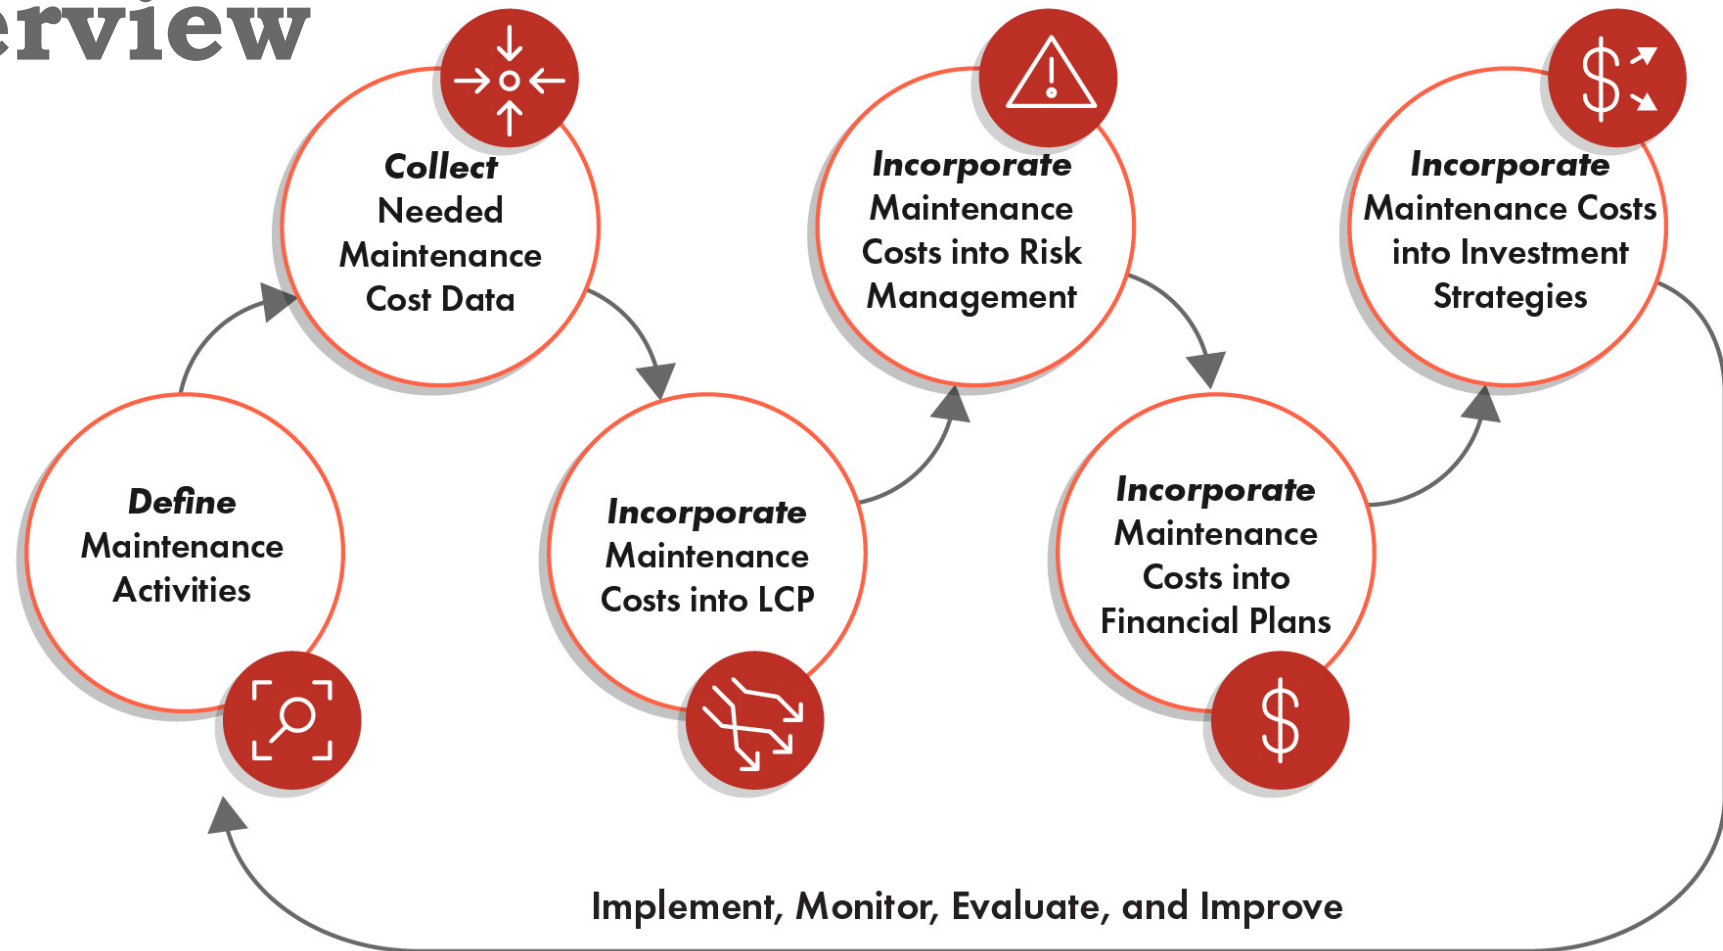 erview
Collect
Needed
Maintenance
Cost Data
Incorporate
Maintenance
Costs into Risk
Management
Incorporate
Maintenance Costs
into Investment
Strategies
Define
Maintenance
Activities
Incorporate
Maintenance
Costs into LCP
Incorporate
Maintenance
Costs into
Financial Plans
Implement, Monitor, Evaluate, and Improve